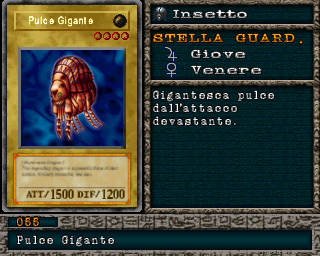 Pulce Gigante
ATT/1500 DIF/1200
Insetto
STELLA GUARD.
Giove
Venere
Gigantesca pulce
dall'attacco
devastante.
055
Pulce Gigante